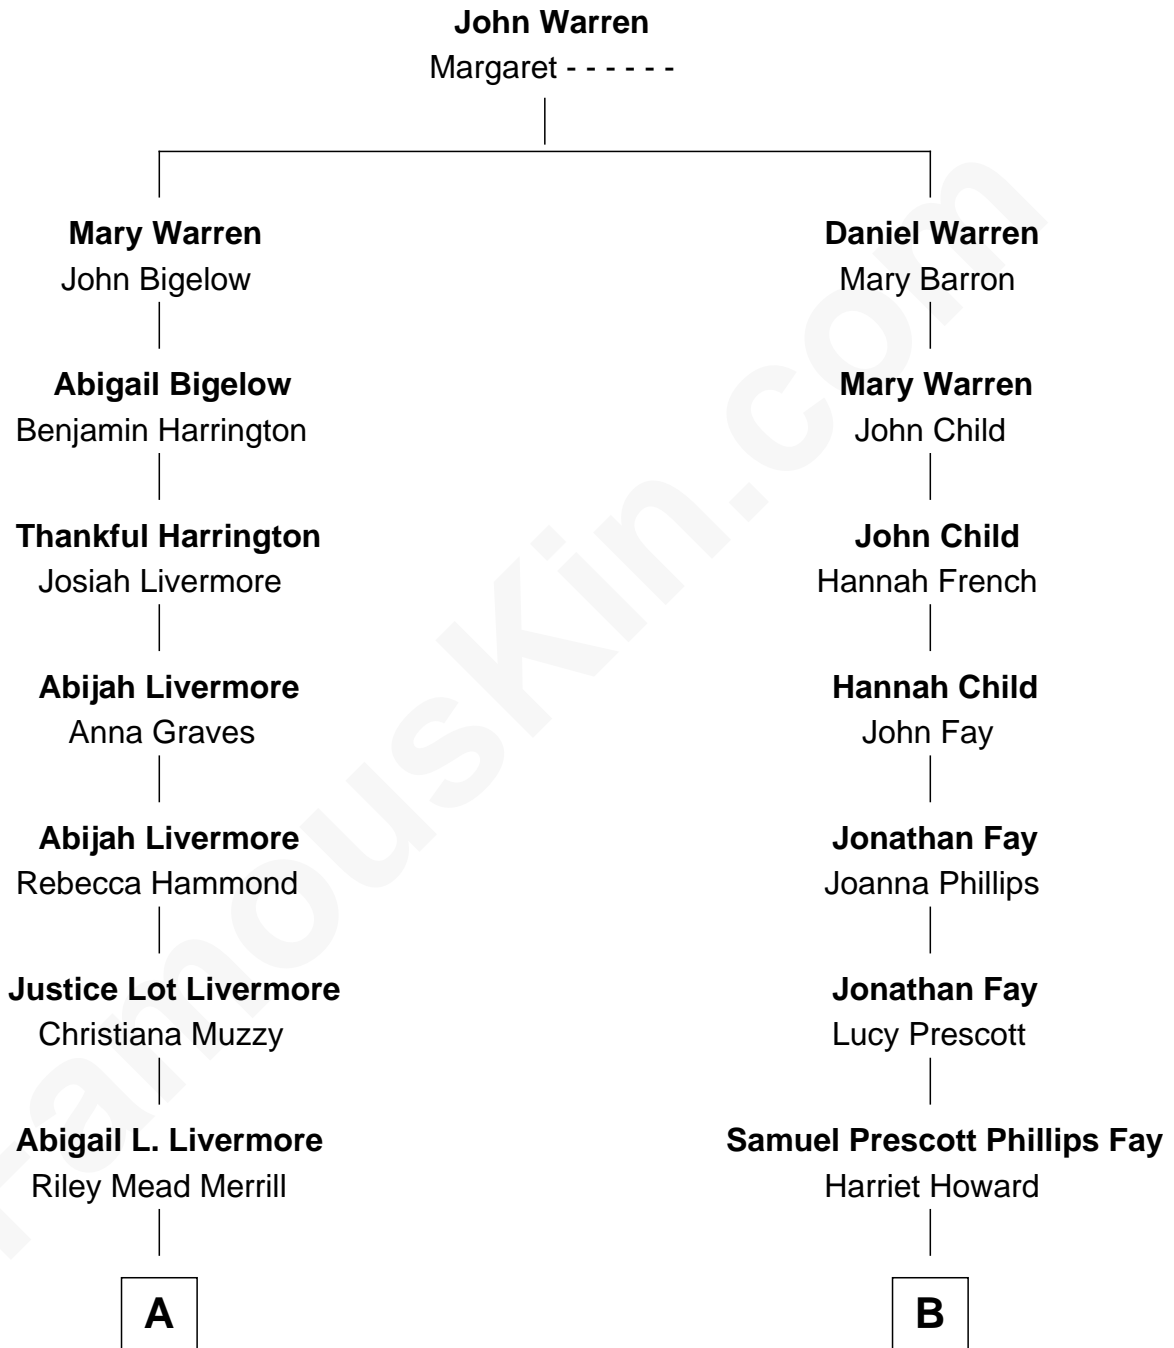 John Warren
Margaret - - - - - -
Mary Warren
John Bigelow
Daniel Warren
Mary Barron
Abigail Bigelow
Benjamin Harrington
Mary Warren
John Child
Thankful Harrington
Josiah Livermore
John Child
Hannah French
Abijah Livermore
Anna Graves
Hannah Child
John Fay
Abijah Livermore
Rebecca Hammond
Jonathan Fay
Joanna Phillips
Justice Lot Livermore
Christiana Muzzy
Jonathan Fay
Lucy Prescott
Abigail L. Livermore
Riley Mead Merrill
Samuel Prescott Phillips Fay
Harriet Howard
A
B
FamousKin.com